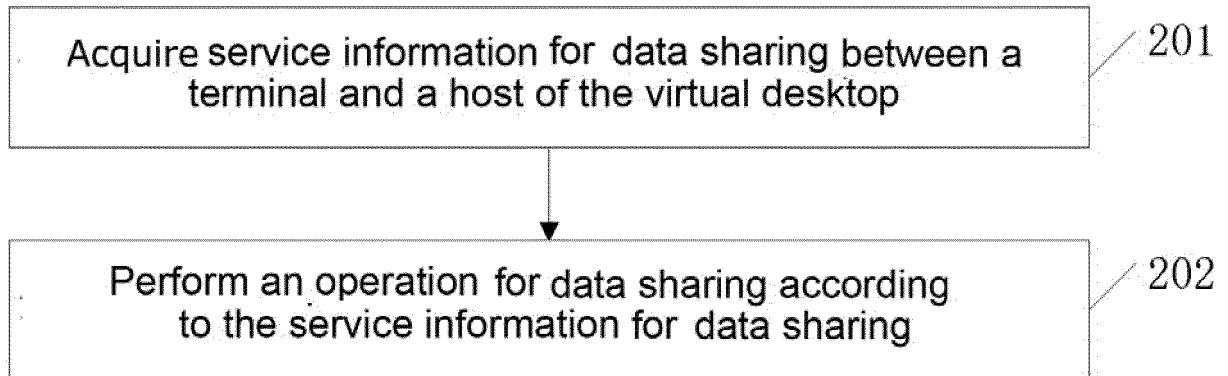 Acquire service information for data sharing between a
terminal and a host of the virtual desktop
201
Perform an operation for data sharing according
to the service information for data sharing
202